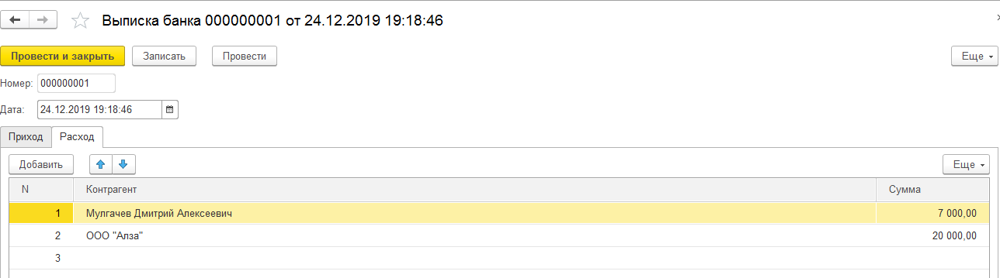 Выписка банка 000000001 от 24.12.2019 19:18:46
Провести и закрыть Записать Провести Еще
Номер: 000000001
Дата: 24.12.2019 19:18:46
Приход Расход
Добавить Еще
N Контрагент Сумма
1 Мулгачев Дмитрий Алексеевич 7 000,00
2 ООО "Алза" 20 000,00
3